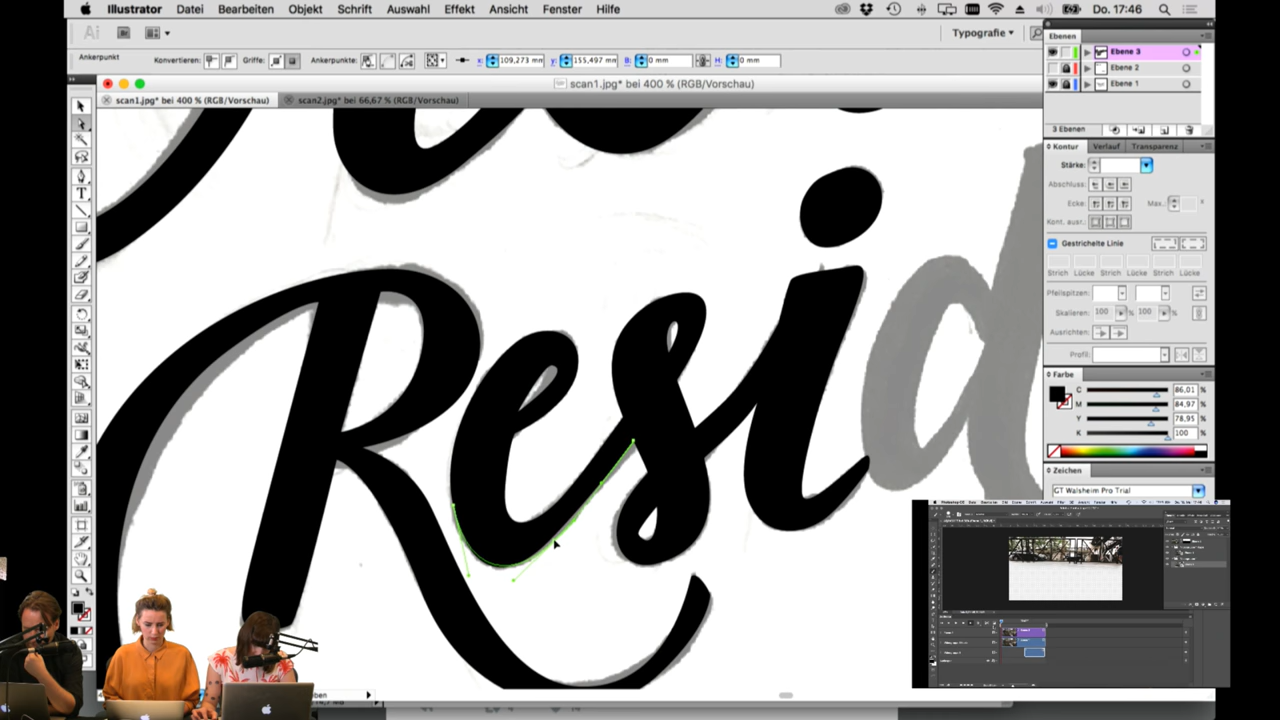 Illustrator Datei Bearbeiten Objekt Schrift Auswahl Effekt Ansicht Fenster Hilfe Do. 17:46
Ai Br Typografie
Ankerpunkt Konvertieren: Griffe: Ankerpunkte: x: 109,273 mm y: 155,497 mm B: 0 mm H: 0 mm
scan1.jpg* bei 400 % (RGB/Vorschau)
scan1.jpg* bei 400 % (RGB/Vorschau) scan2.jpg* bei 66,67 % (RGB/Vorschau)
Ebenen
Ebene 3
Ebene 2
Ebene 1
3 Ebenen
Kontur Verlauf Transparenz
Stärke:
Abschluss:
Ecke: Max.: x
Kont. aust.:
Gestrichelte Linie
Strich Lücke Strich Lücke Strich Lücke
Pfeilspitzen:
Skalieren: 100 % 100 %
Ausrichten:
Profil:
Farbe
C 86,01 %
M 84,97 %
Y 78,95 %
K 100 %
Zeichen
GT Walsheim Pro Trial
Resid